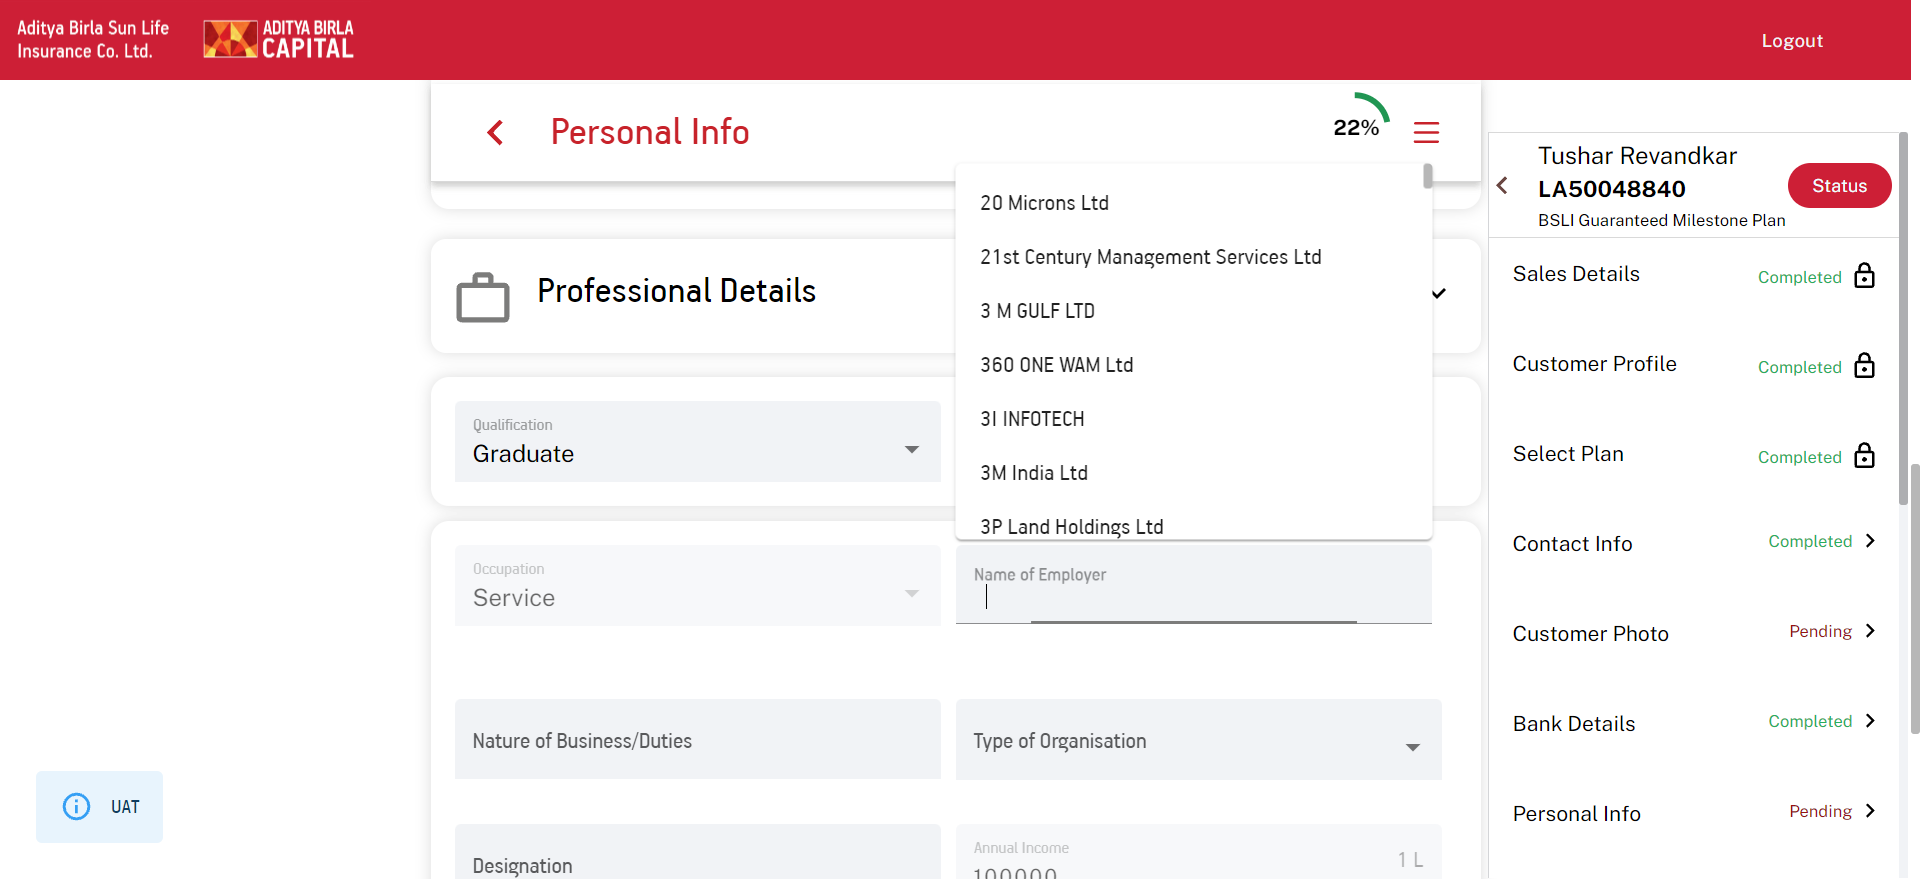 Aditya Birla Sun Life
Insurance Co. Ltd.
ADITYA BIRLA
CAPITAL
Logout
Personal Info
22%
20 Microns Ltd
21st Century Management Services Ltd
3 M GULF LTD
360 ONE WAM Ltd
3I INFOTECH
3M India Ltd
3P Land Holdings Ltd
Professional Details
Qualification
Graduate
Occupation
Service
Name of Employer
Nature of Business/Duties
Type of Organisation
Designation
Annual Income
100000
1 L
UAT
Tushar Revandkar
LA50048840
BSLI Guaranteed Milestone Plan
Status
Sales Details
Completed
Customer Profile
Completed
Select Plan
Completed
Contact Info
Completed
Customer Photo
Pending
Bank Details
Completed
Personal Info
Pending